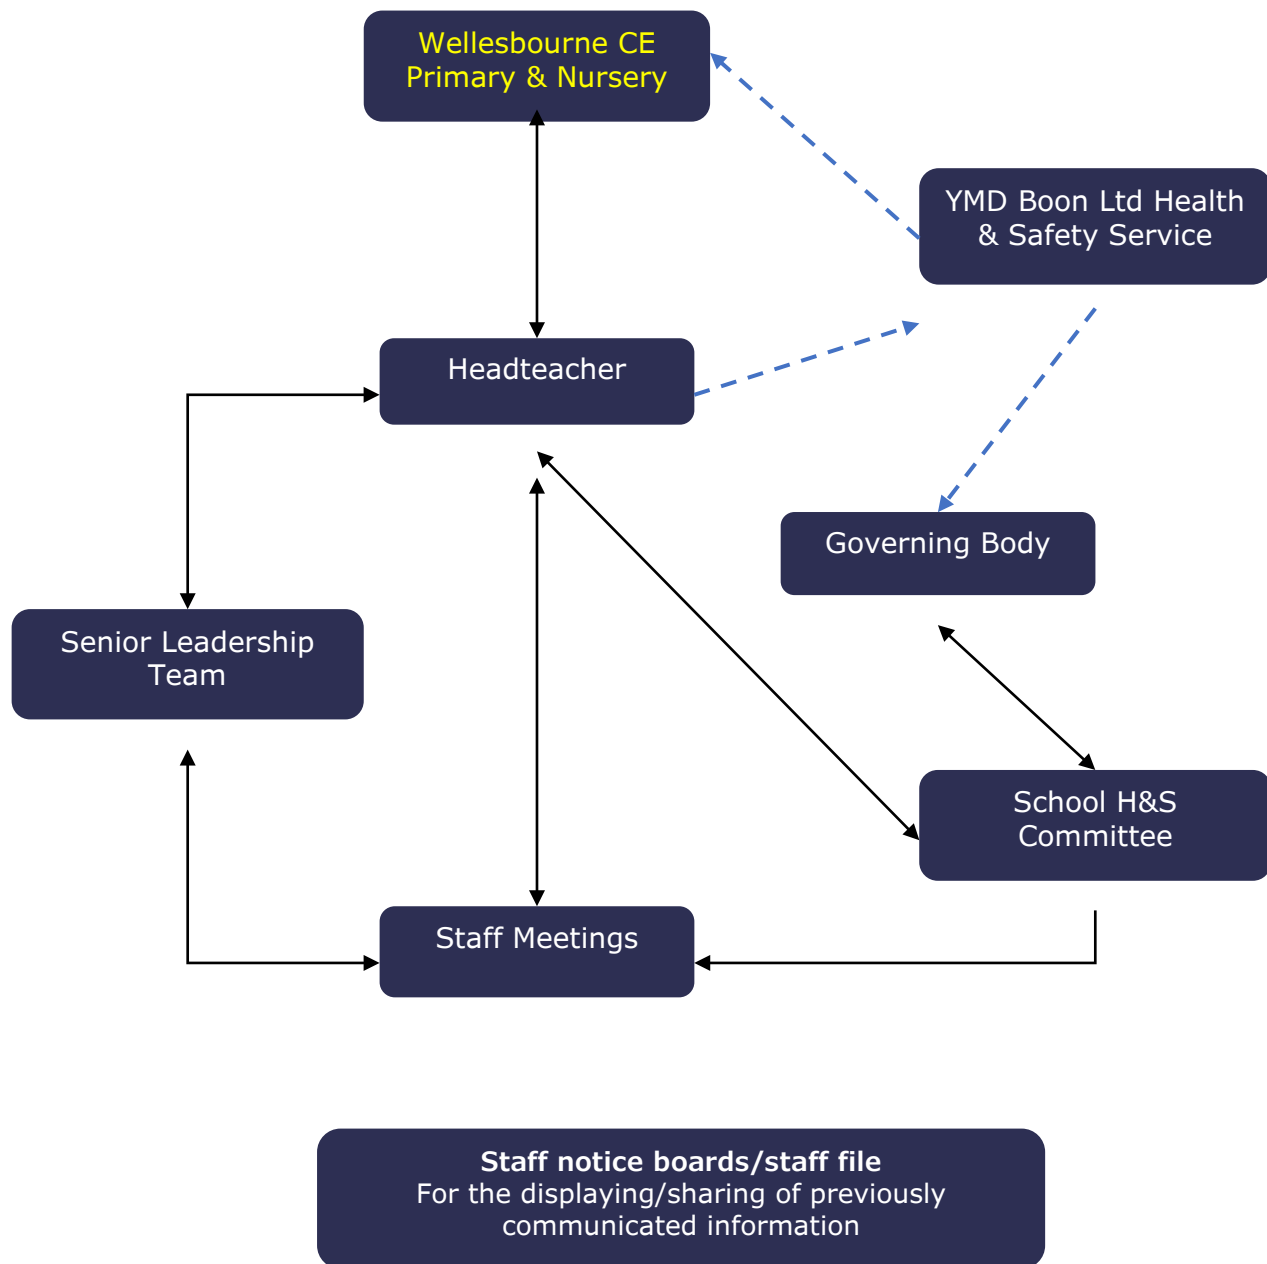 Wellesbourne CE
Primary & Nursery
YMD Boon Ltd Health
& Safety Service
Headteacher
Governing Body
Senior Leadership
Team
School H&S
Committee
Staff Meetings
Staff notice boards/staff file
For the displaying/sharing of previously
communicated information